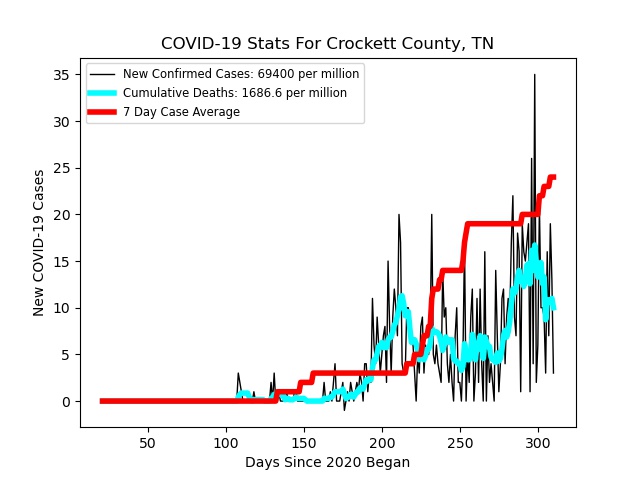 COVID-19 Stats For Crockett County, TN
New Confirmed Cases: 69400 per million
Cumulative Deaths: 1686.6 per million
7 Day Case Average
New COVID-19 Cases
35
30
25
20
15
10
5
0
50 100 150 200 250 300
Days Since 2020 Began